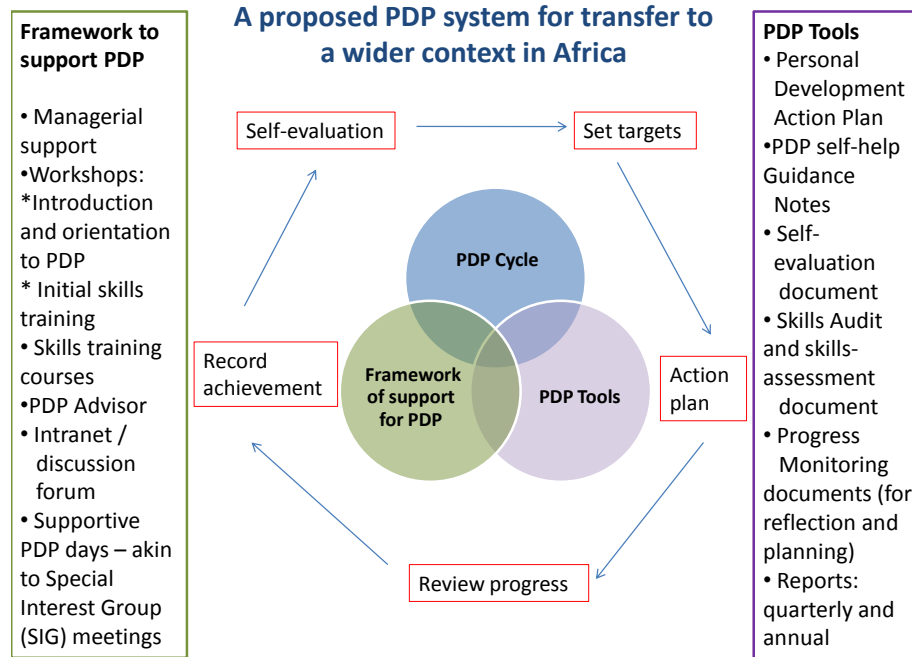 A proposed PDP system for transfer to
a wider context in Africa
Framework to
support PDP
• Managerial
support
•Workshops:
*Introduction
and orientation
to PDP
* Initial skills
training
• Skills training
courses
•PDP Advisor
• Intranet /
discussion
forum
• Supportive
PDP days – akin
to Special
Interest Group
(SIG) meetings
Self-evaluation
Set targets
Action
plan
Review progress
Record
achievement
PDP Cycle
Framework
of support
for PDP
PDP Tools
PDP Tools
• Personal
Development
Action Plan
•PDP self-help
Guidance
Notes
• Self-
evaluation
document
• Skills Audit
and skills-
assessment
document
• Progress
Monitoring
documents (for
reflection and
planning)
• Reports:
quarterly and
annual